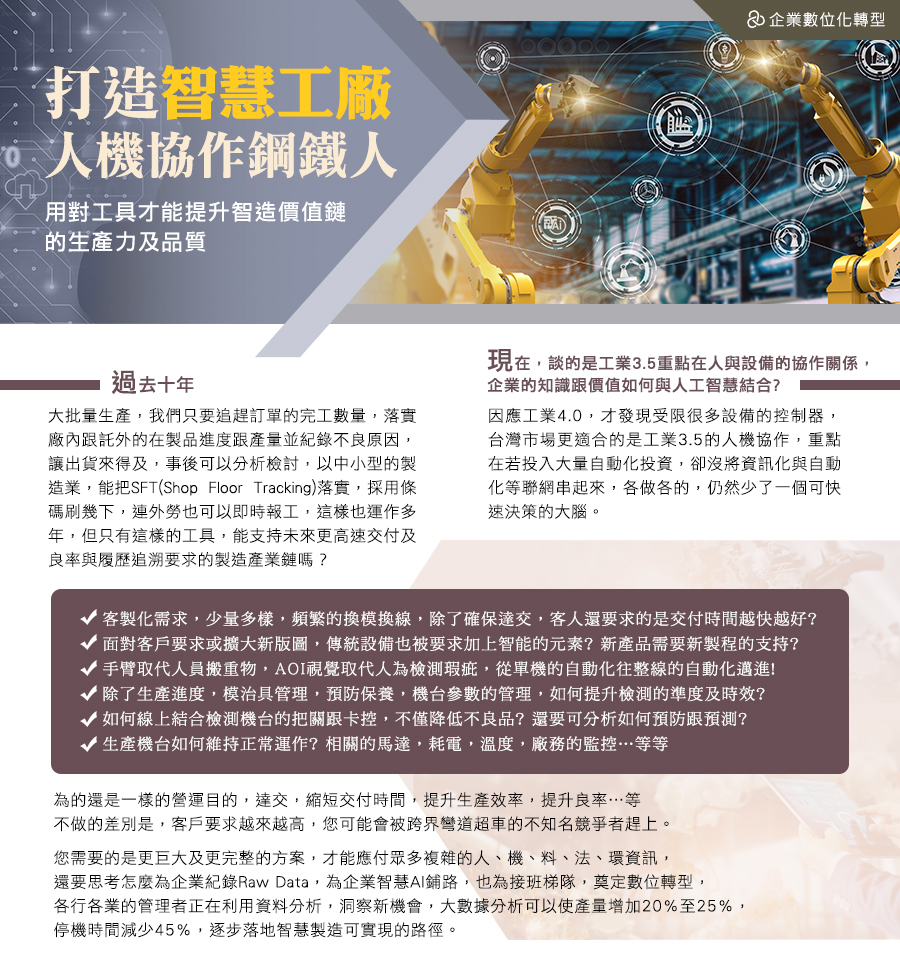 企業數位化轉型
打造智慧工廠
人機協作鋼鐵人
用對工具才能提升智造價值鏈
的生產力及品質
AI
過去十年
大批量生產，我們只要追趕訂單的完工數量，落實
廠內跟託外的在製品進度跟產量並紀錄不良原因，
讓出貨來得及，事後可以分析檢討，以中小型的製
造業，能把SFT(Shop Floor Tracking)落實，採用條
碼刷幾下，連外勞也可以即時報工，這樣也運作多
年，但只有這樣的工具，能支持未來更高速交付及
良率與履歷追溯要求的製造產業鏈嗎？
現在，談的是工業3.5重點在人與設備的協作關係，
企業的知識跟價值如何與人工智慧結合?
因應工業4.0，才發現受限很多設備的控制器，
台灣市場更適合的是工業3.5的人機協作，重點
在若投入大量自動化投資，卻沒將資訊化與自動
化等聯網串起來，各做各的，仍然少了一個可快
速決策的大腦。
✓ 客製化需求，少量多樣，頻繁的換模換線，除了確保達交，客人還要求的是交付時間越快越好?
✓ 面對客戶要求或擴大新版圖，傳統設備也被要求加上智能的元素? 新產品需要新製程的支持?
✓ 手臂取代人員搬重物，AOI視覺取代人為檢測瑕疵，從單機的自動化往整線的自動化邁進!
✓ 除了生產進度，模治具管理，預防保養，機台參數的管理，如何提升檢測的準度及時效?
✓ 如何線上結合檢測機台的把關跟卡控，不僅降低不良品? 還要可分析如何預防跟預測?
✓ 生產機台如何維持正常運作? 相關的馬達，耗電，溫度，廠務的監控…等等
為的還是一樣的營運目的，達交，縮短交付時間，提升生產效率，提升良率…等
不做的差別是，客戶要求越來越高，您可能會被跨界彎道超車的不知名競爭者趕上。
您需要的是更巨大及更完整的方案，才能應付眾多複雜的人、機、料、法、環資訊，
還要思考怎麼為企業紀錄Raw Data，為企業智慧AI鋪路，也為接班梯隊，奠定數位轉型，
各行各業的管理者正在利用資料分析，洞察新機會，大數據分析可以使產量增加20%至25%，
停機時間減少45%，逐步落地智慧製造可實現的路徑。